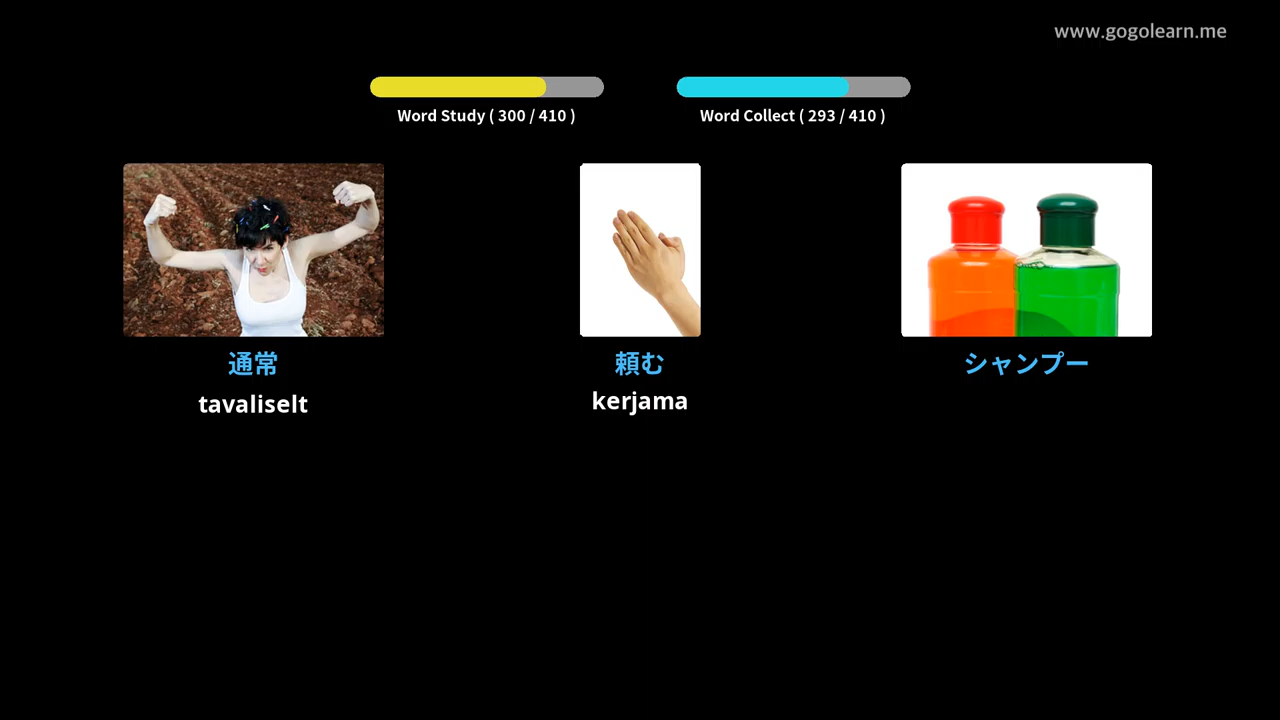 www.gogolearn.me
Word Study ( 300 / 410 )
Word Collect ( 293 / 410 )
通常
頼む
シャンプー
tavaliselt
kerjama